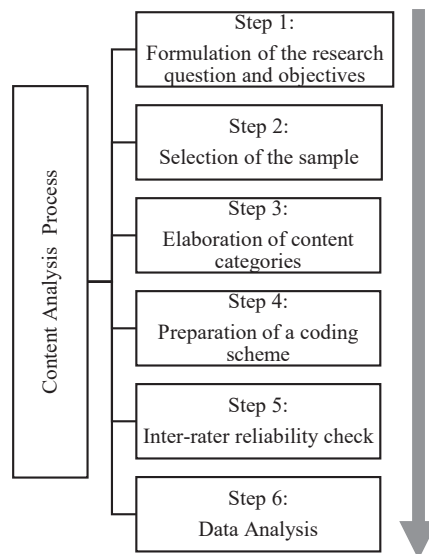 Content Analysis Process
Step 1:
Formulation of the research
question and objectives
Step 2:
Selection of the sample
Step 3:
Elaboration of content
categories
Step 4:
Preparation of a coding
scheme
Step 5:
Inter-rater reliability check
Step 6:
Data Analysis